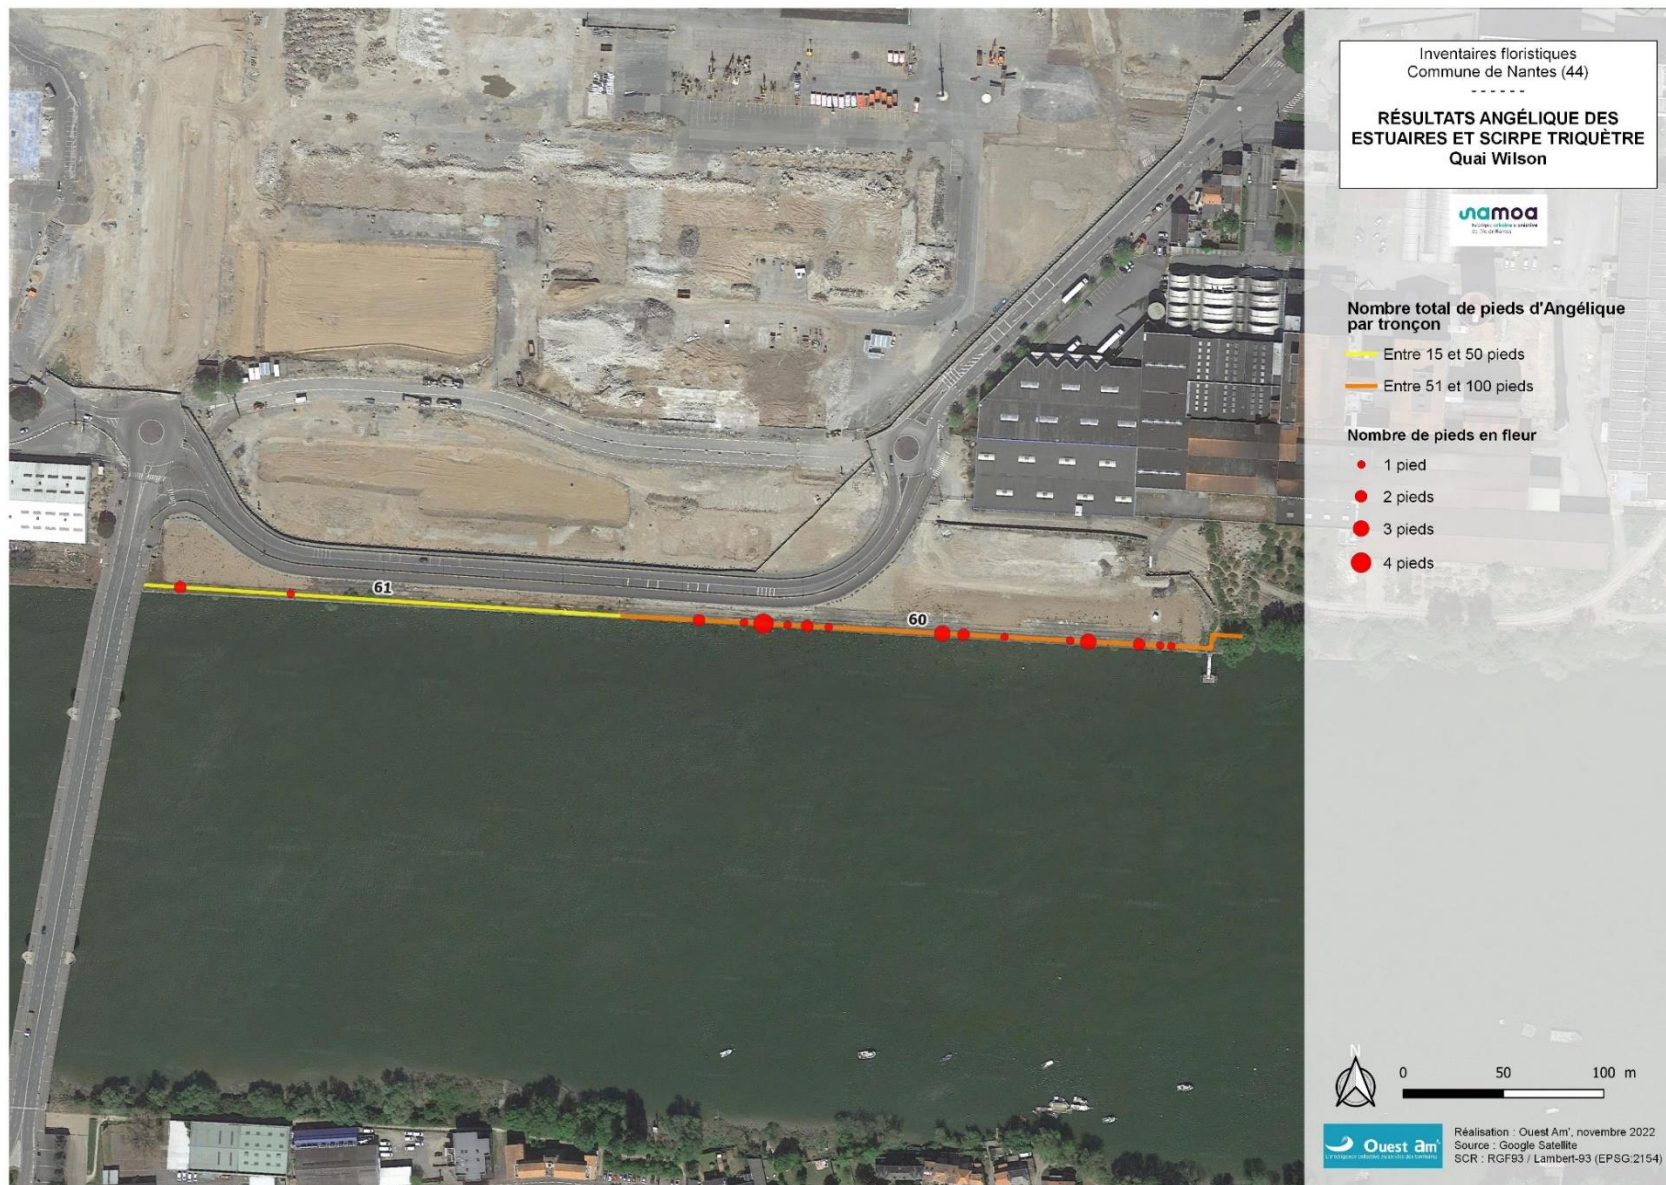 Inventaires floristiques
Commune de Nantes (44)
------
RÉSULTATS ANGÉLIQUE DES
ESTUAIRES ET SCIRPE TRIQUÈTRE
Quai Wilson
samoa
Nombre total de pieds d'Angélique
par tronçon
Entre 15 et 50 pieds
Entre 51 et 100 pieds
Nombre de pieds en fleur
1 pied
2 pieds
3 pieds
4 pieds
61
60
N
0 50 100 m
Ouest am'
Réalisation : Ouest Am', novembre 2022
Source : Google Satellite
SCR : RGF93 / Lambert-93 (EPSG:2154)